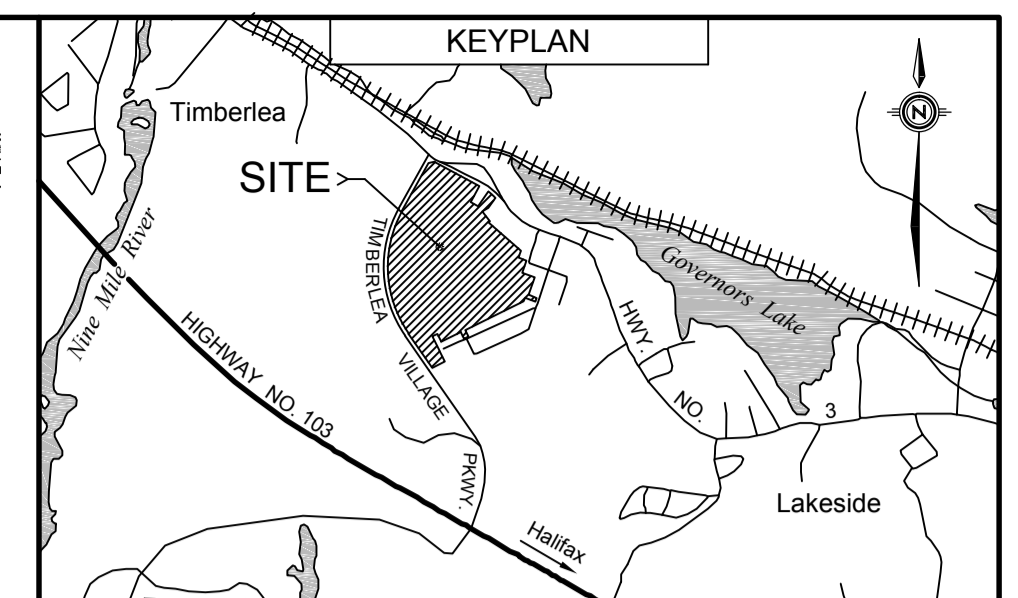 KEYPLAN
Timberlea
N
SITE
TIMBERLEA
VILLAGE
PKWY.
Nine Mile River
HIGHWAY NO. 103
Governors Lake
HWY.
NO.
3
Lakeside
Halifax